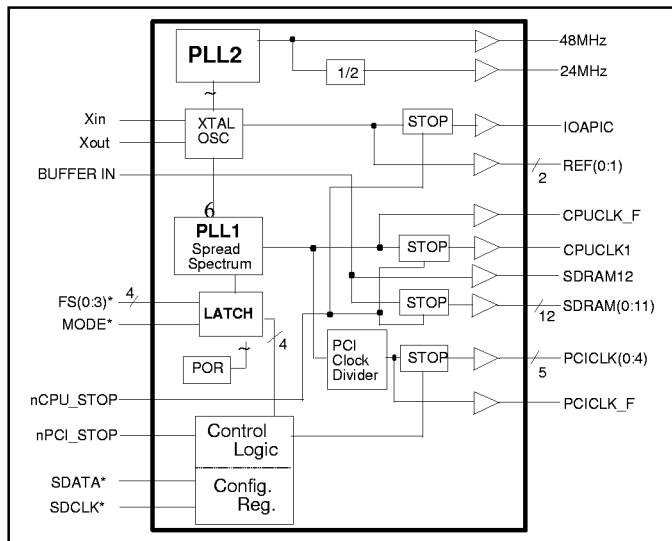 PLL2
48MHz
1/2
24MHz
~
Xin
Xout
XTAL
OSC
STOP
IOAPIC
BUFFER IN
REF(0:1)
2
6
PLL1
Spread
Spectrum
CPUCLK_F
STOP
CPUCLK1
SDRAM12
FS(0:3)*
4
LATCH
STOP
SDRAM(0:11)
12
MODE*
4
~
POR
PCI
Clock
Divider
STOP
PCICLK(0:4)
5
nCPU_STOP
PCICLK_F
nPCI_STOP
Control
Logic
SDATA*
SDCLK*
Config.
Reg.